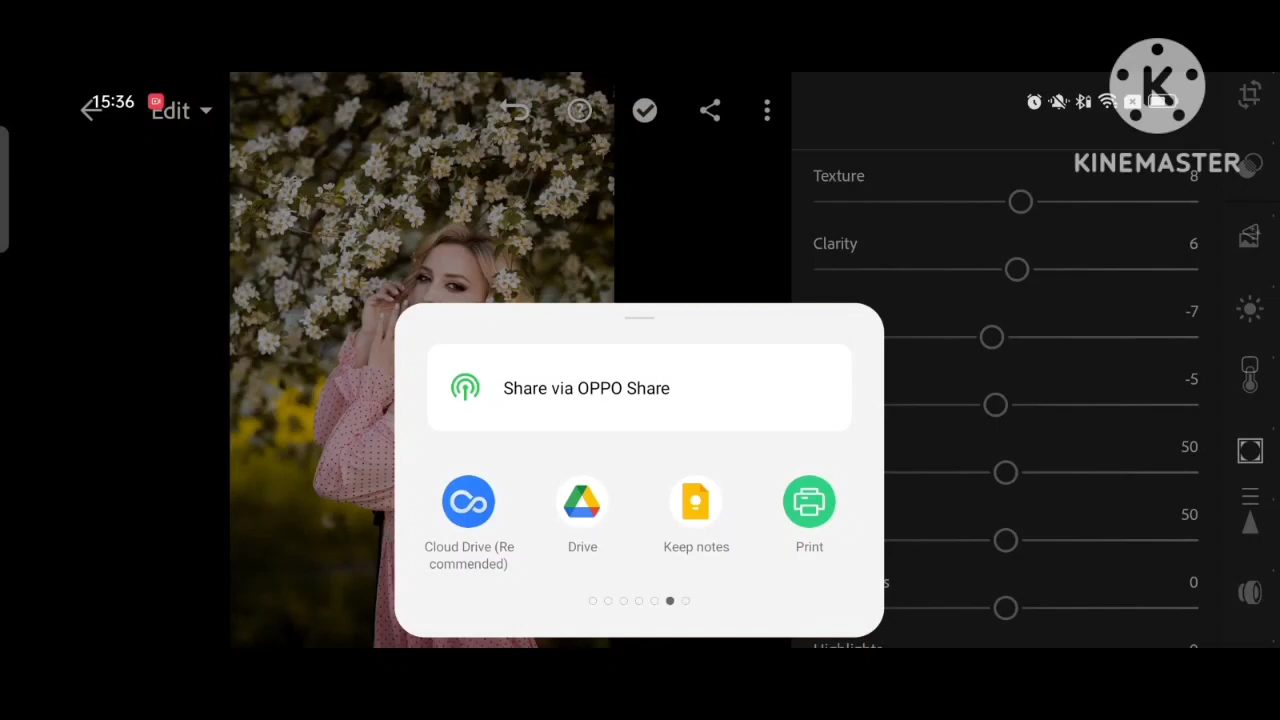 15:36
Edit
KINEMASTER
Texture
8
Clarity
6
-7
-5
50
50
s
0
Highlights
Share via OPPO Share
Cloud Drive (Re
commended)
Drive
Keep notes
Print